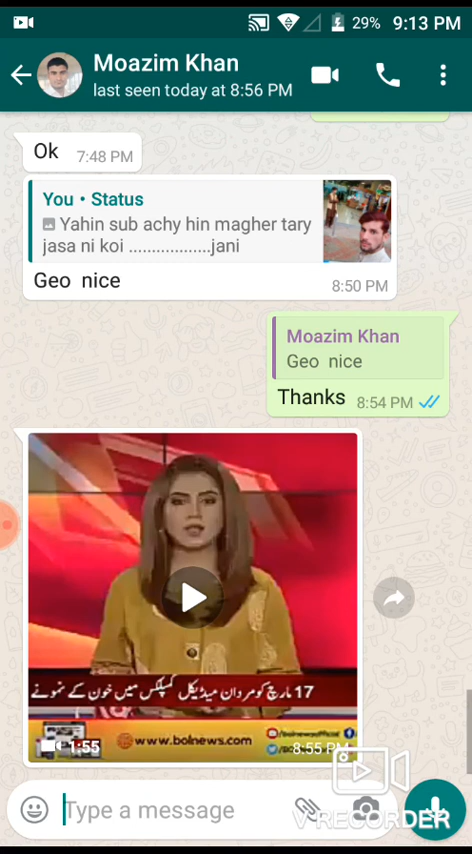 29% 9:13 PM
Moazim Khan
last seen today at 8:56 PM
Ok 7:48 PM
You • Status
Yahin sub achy hin magher tary
jasa ni koi ..................jani
Geo nice
8:50 PM
Moazim Khan
Geo nice
Thanks 8:54 PM
17 مارچ کو مردان میڈیکل کمپلکس میں خون کے نمونے
1:55
www.bolnews.com
/bolnewsofficial
8:55 PM
Type a message
V RECORDER